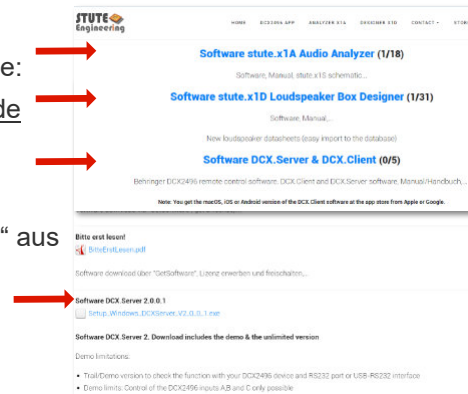 STUTE
Engineering
HOME DCX2496 APP ANALYZER X1A DESIGNER X1D CONTACT STORE
e:
Software stute.x1A Audio Analyzer (1/18)
Software, Manual, stute.x1S schematic...
de
Software stute.x1D Loudspeaker Box Designer (1/31)
Software, Manual,...
New loudspeaker datasheets (easy import to the database)
Software DCX.Server & DCX.Client (0/5)
Behringer DCX2496 remote control software, DCX.Client and DCX.Server software, Manual/Handbuch, ...
Note: You get the macOS, iOS or Android version of the DCX.Client software at the app store from Apple or Google.
“ aus
Bitte erst lesen!
BitteErstLesen.pdf
Software download über "GetSoftware", Lizenz erwerben und freischalten,...
Software DCX.Server 2.0.0.1
Setup_Windows_DCXServer_V2_0_0_1.exe
Software DCX.Server 2. Download includes the demo & the unlimited version
Demo limitations:
• Trail/Demo version to check the function with your DCX2496 device and RS232 port or USB-RS232 interface
• Demo limits: Control of the DCX2496 inputs A,B and C only possible